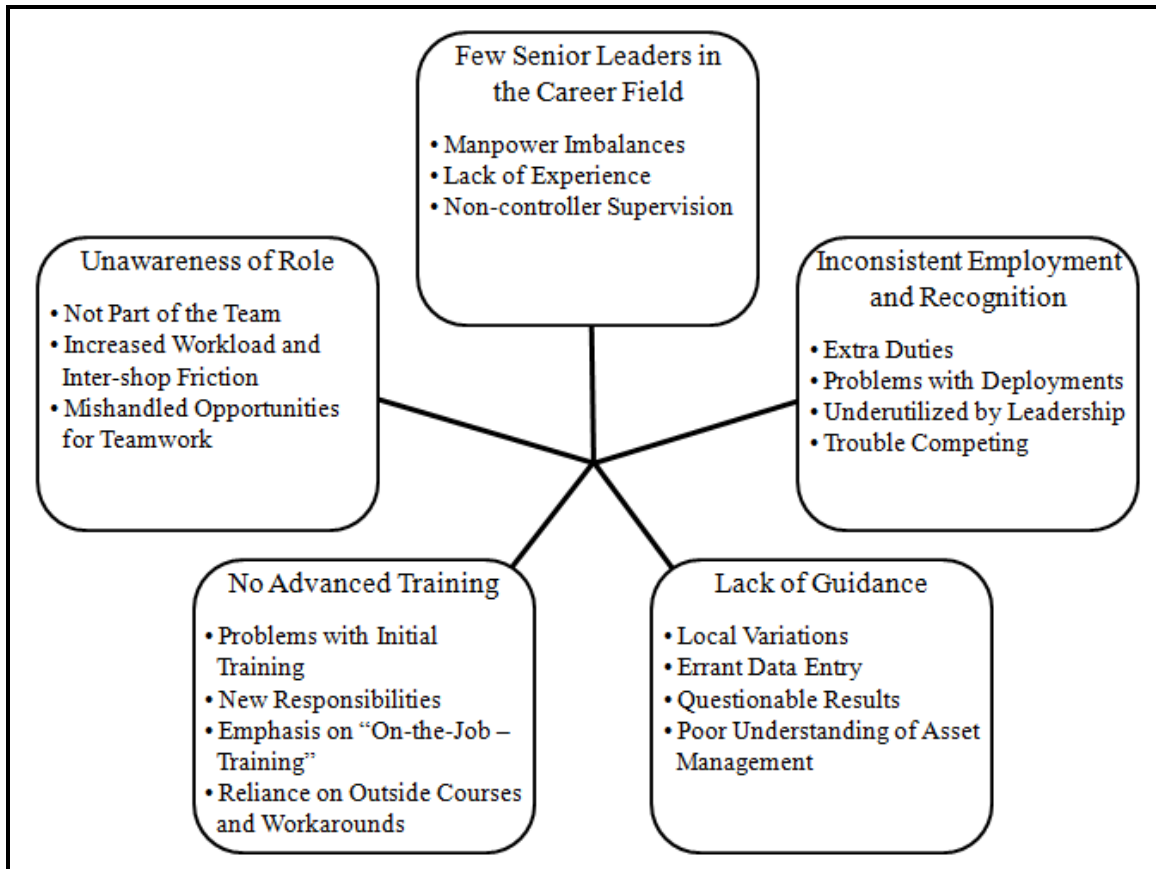 Few Senior Leaders in
the Career Field
• Manpower Imbalances
• Lack of Experience
• Non-controller Supervision
Unawareness of Role
• Not Part of the Team
• Increased Workload and
Inter-shop Friction
• Mishandled Opportunities
for Teamwork
Inconsistent Employment
and Recognition
• Extra Duties
• Problems with Deployments
• Underutilized by Leadership
• Trouble Competing
No Advanced Training
• Problems with Initial
Training
• New Responsibilities
• Emphasis on “On-the-Job –
Training”
• Reliance on Outside Courses
and Workarounds
Lack of Guidance
• Local Variations
• Errant Data Entry
• Questionable Results
• Poor Understanding of Asset
Management